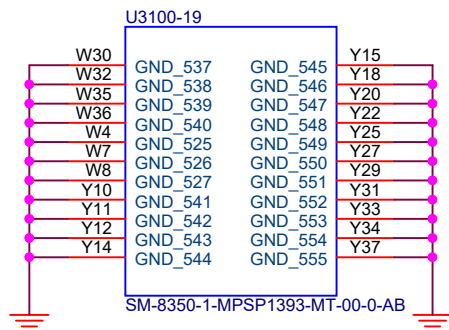 U3100-19
W30 GND_537 GND_545 Y15
W32 GND_538 GND_546 Y18
W35 GND_539 GND_547 Y20
W36 GND_540 GND_548 Y22
W4 GND_525 GND_549 Y25
W7 GND_526 GND_550 Y27
W8 GND_527 GND_551 Y29
Y10 GND_541 GND_552 Y31
Y11 GND_542 GND_553 Y33
Y12 GND_543 GND_554 Y34
Y14 GND_544 GND_555 Y37
SM-8350-1-MPSP1393-MT-00-0-AB